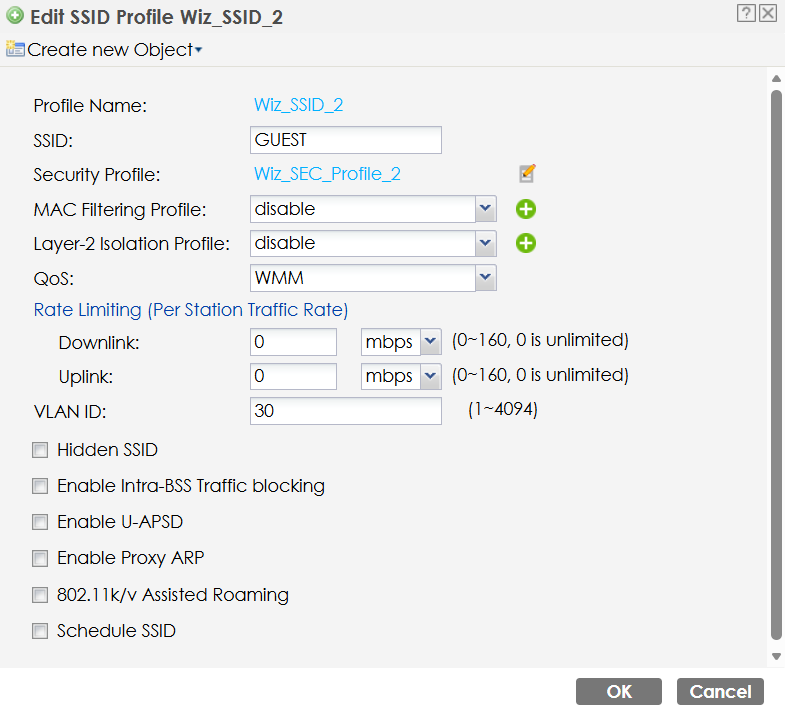 Edit SSID Profile Wiz_SSID_2 ?
Create new Object
Profile Name: Wiz_SSID_2
SSID: GUEST
Security Profile: Wiz_SEC_Profile_2
MAC Filtering Profile: disable
Layer-2 Isolation Profile: disable
QoS: WMM
Rate Limiting (Per Station Traffic Rate)
Downlink: 0 mbps (0~160, 0 is unlimited)
Uplink: 0 mbps (0~160, 0 is unlimited)
VLAN ID: 30 (1~4094)
Hidden SSID
Enable Intra-BSS Traffic blocking
Enable U-APSD
Enable Proxy ARP
802.11k/v Assisted Roaming
Schedule SSID
OK Cancel